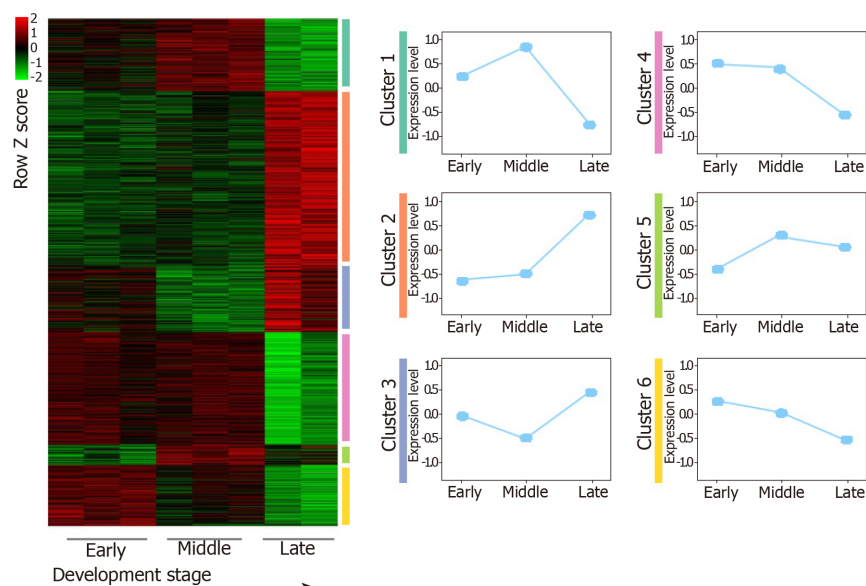 2
1
0
-1
-2
Row Z score
Early
Middle
Late
Development stage
Cluster 1
Expression level
1.0
0.5
0.0
-0.5
-1.0
Early
Middle
Late
Cluster 2
Expression level
1.0
0.5
0.0
-0.5
-1.0
Early
Middle
Late
Cluster 3
Expression level
1.0
0.5
0.0
-0.5
-1.0
Early
Middle
Late
Cluster 4
Expression level
1.0
0.5
0.0
-0.5
-1.0
Early
Middle
Late
Cluster 5
Expression level
1.0
0.5
0.0
-0.5
-1.0
Early
Middle
Late
Cluster 6
Expression level
1.0
0.5
0.0
-0.5
-1.0
Early
Middle
Late